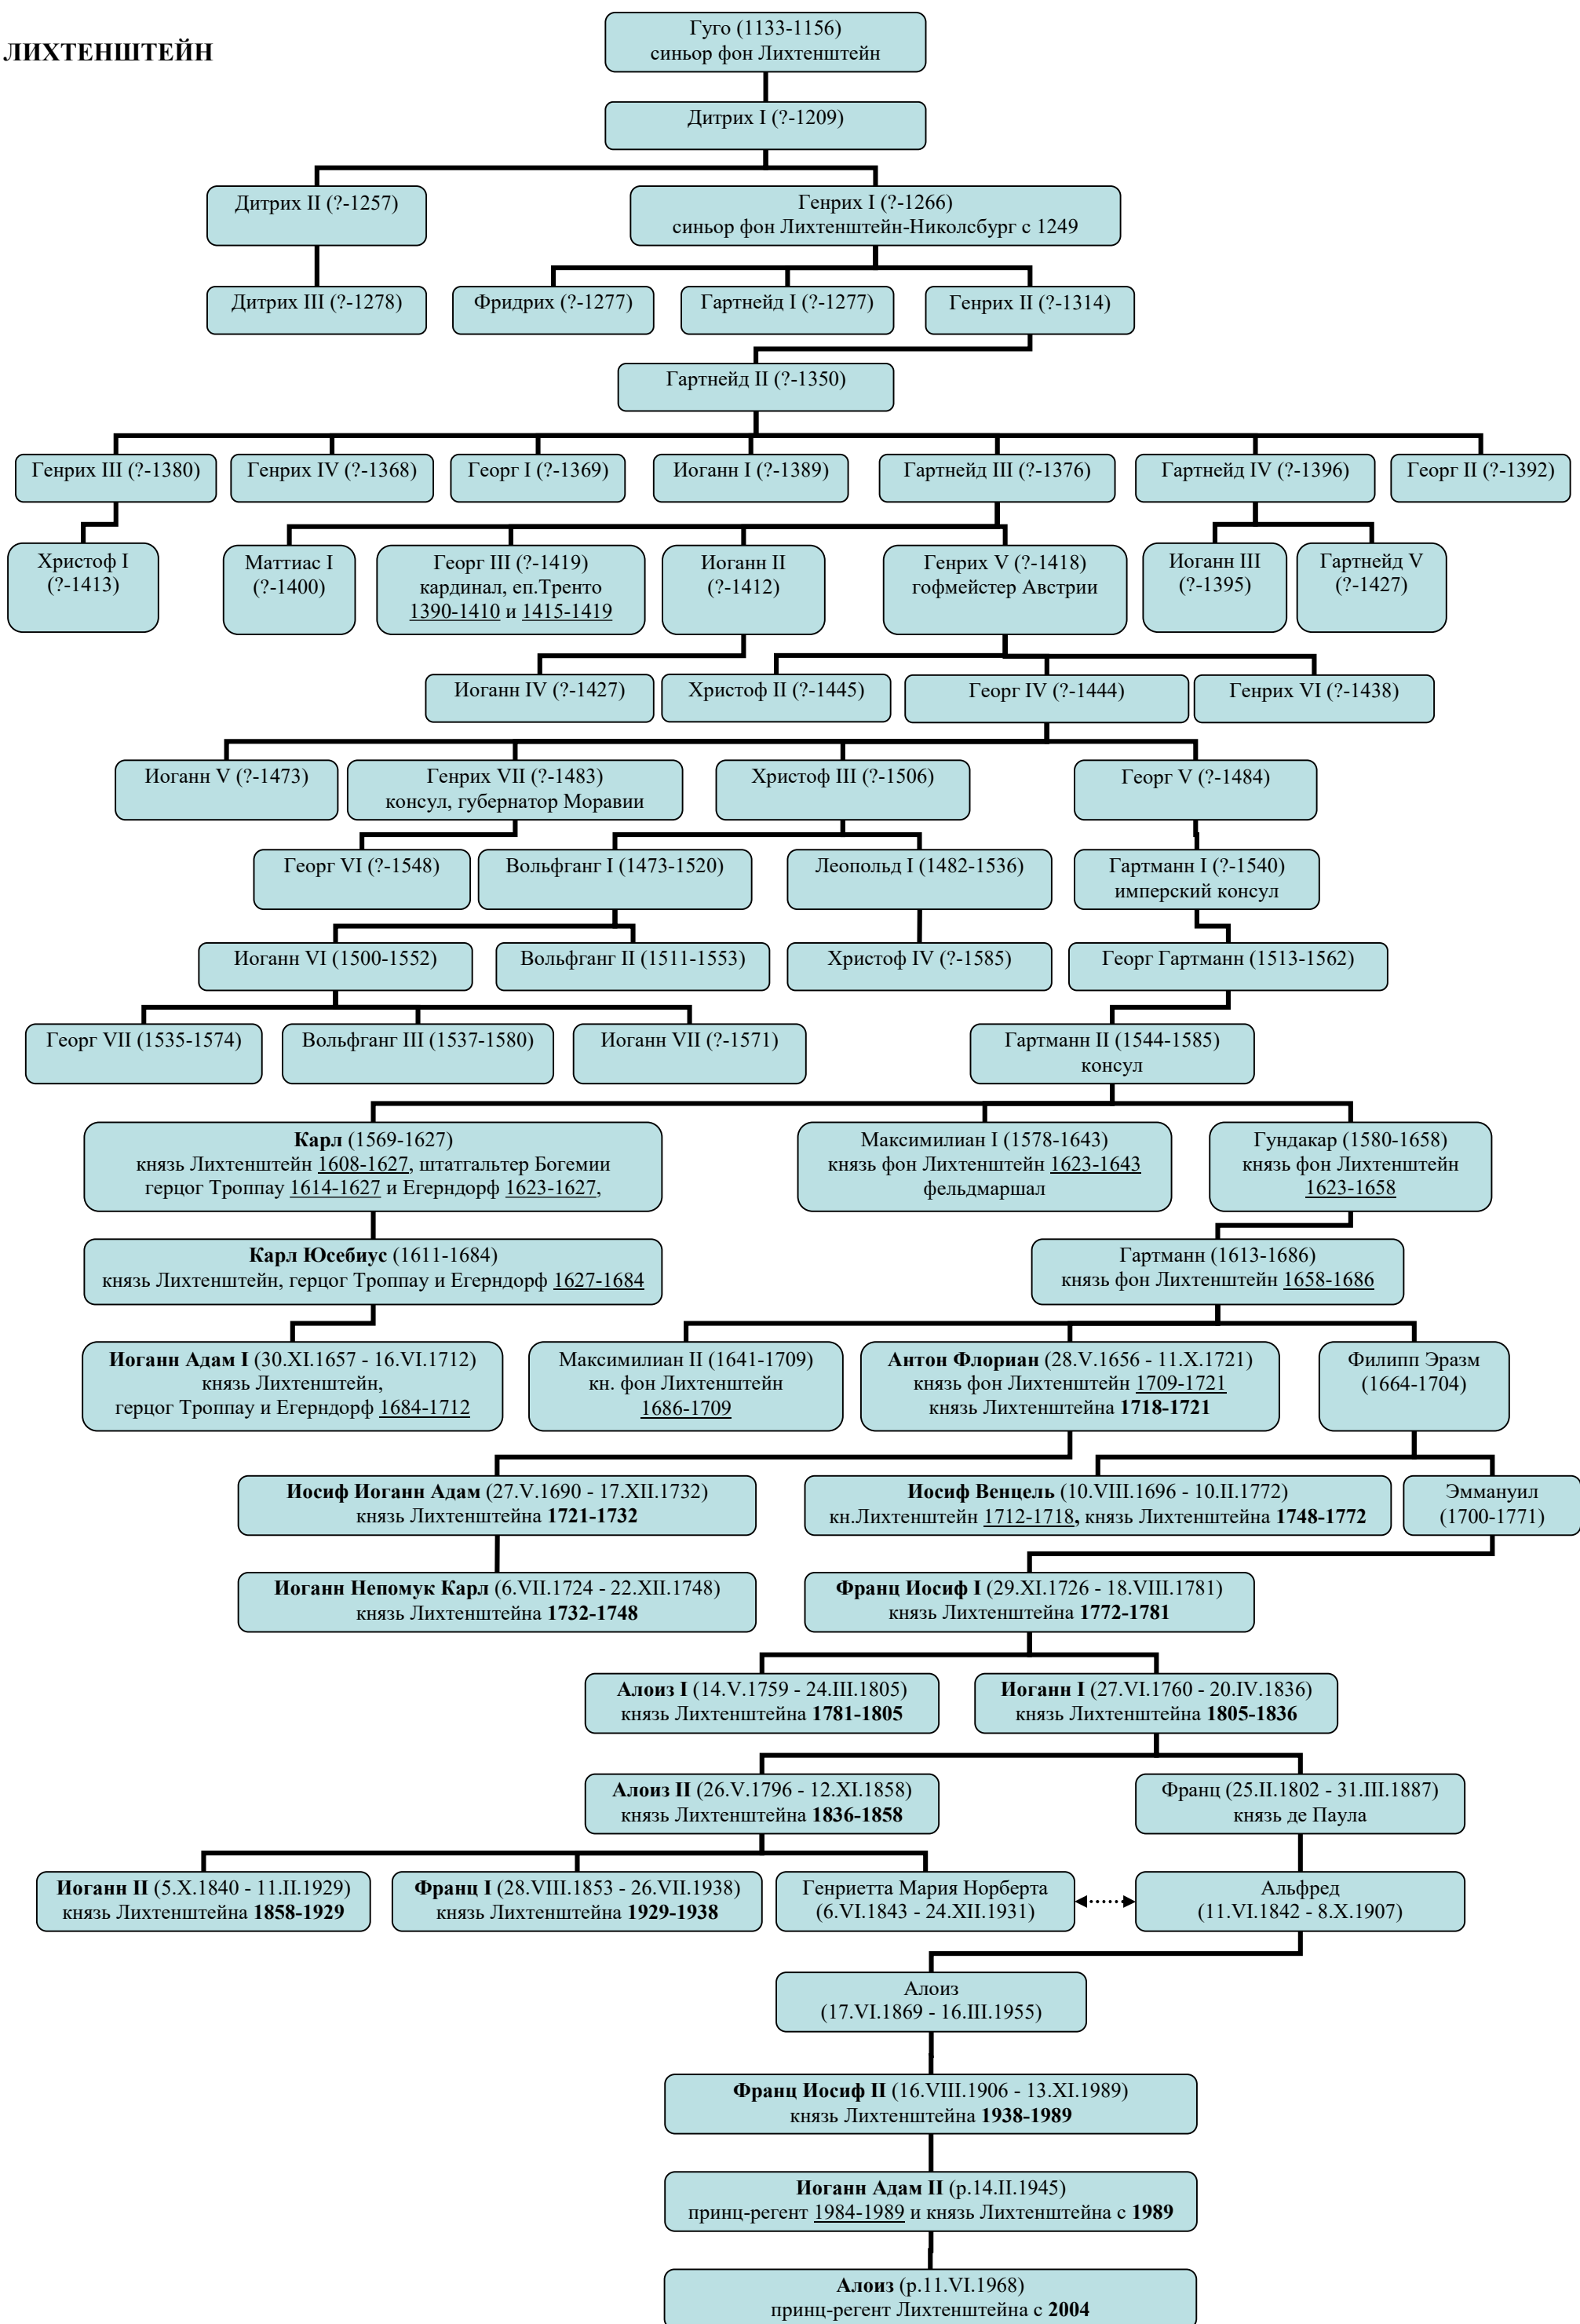 ЛИХТЕНШТЕЙН
Гуго (1133-1156)
синьор фон Лихтенштейн
Дитрих I (?-1209)
Дитрих II (?-1257)
Генрих I (?-1266)
синьор фон Лихтенштейн-Николсбург с 1249
Дитрих III (?-1278)
Фридрих (?-1277)
Гартнейд I (?-1277)
Генрих II (?-1314)
Гартнейд II (?-1350)
Генрих III (?-1380)
Генрих IV (?-1368)
Георг I (?-1369)
Иоганн I (?-1389)
Гартнейд III (?-1376)
Гартнейд IV (?-1396)
Георг II (?-1392)
Христоф I
(?-1413)
Маттиас I
(?-1400)
Георг III (?-1419)
кардинал, еп.Тренто
1390-1410 и 1415-1419
Иоганн II
(?-1412)
Генрих V (?-1418)
гофмейстер Австрии
Иоганн III
(?-1395)
Гартнейд V
(?-1427)
Иоганн IV (?-1427)
Христоф II (?-1445)
Георг IV (?-1444)
Генрих VI (?-1438)
Иоганн V (?-1473)
Генрих VII (?-1483)
консул, губернатор Моравии
Христоф III (?-1506)
Георг V (?-1484)
Георг VI (?-1548)
Вольфганг I (1473-1520)
Леопольд I (1482-1536)
Гартманн I (?-1540)
имперский консул
Иоганн VI (1500-1552)
Вольфганг II (1511-1553)
Христоф IV (?-1585)
Георг Гартманн (1513-1562)
Георг VII (1535-1574)
Вольфганг III (1537-1580)
Иоганн VII (?-1571)
Гартманн II (1544-1585)
консул
Карл (1569-1627)
князь Лихтенштейн 1608-1627, штатгальтер Богемии
герцог Троппау 1614-1627 и Егерндорф 1623-1627,
Максимилиан I (1578-1643)
князь фон Лихтенштейн 1623-1643
фельдмаршал
Гундакар (1580-1658)
князь фон Лихтенштейн
1623-1658
Карл Юсебиус (1611-1684)
князь Лихтенштейн, герцог Троппау и Егерндорф 1627-1684
Гартманн (1613-1686)
князь фон Лихтенштейн 1658-1686
Иоганн Адам I (30.XI.1657 - 16.VI.1712)
князь Лихтенштейн,
герцог Троппау и Егерндорф 1684-1712
Максимилиан II (1641-1709)
кн. фон Лихтенштейн
1686-1709
Антон Флориан (28.V.1656 - 11.X.1721)
князь фон Лихтенштейн 1709-1721
князь Лихтенштейна 1718-1721
Филипп Эразм
(1664-1704)
Иосиф Иоганн Адам (27.V.1690 - 17.XII.1732)
князь Лихтенштейна 1721-1732
Иосиф Венцель (10.VIII.1696 - 10.II.1772)
кн.Лихтенштейн 1712-1718, князь Лихтенштейна 1748-1772
Эммануил
(1700-1771)
Иоганн Непомук Карл (6.VII.1724 - 22.XII.1748)
князь Лихтенштейна 1732-1748
Франц Иосиф I (29.XI.1726 - 18.VIII.1781)
князь Лихтенштейна 1772-1781
Алоиз I (14.V.1759 - 24.III.1805)
князь Лихтенштейна 1781-1805
Иоганн I (27.VI.1760 - 20.IV.1836)
князь Лихтенштейна 1805-1836
Алоиз II (26.V.1796 - 12.XI.1858)
князь Лихтенштейна 1836-1858
Франц (25.II.1802 - 31.III.1887)
князь де Паула
Иоганн II (5.X.1840 - 11.II.1929)
князь Лихтенштейна 1858-1929
Франц I (28.VIII.1853 - 26.VII.1938)
князь Лихтенштейна 1929-1938
Генриетта Мария Норберта
(6.VI.1843 - 24.XII.1931)
Альфред
(11.VI.1842 - 8.X.1907)
Алоиз
(17.VI.1869 - 16.III.1955)
Франц Иосиф II (16.VIII.1906 - 13.XI.1989)
князь Лихтенштейна 1938-1989
Иоганн Адам II (р.14.II.1945)
принц-регент 1984-1989 и князь Лихтенштейна с 1989
Алоиз (р.11.VI.1968)
принц-регент Лихтенштейна с 2004